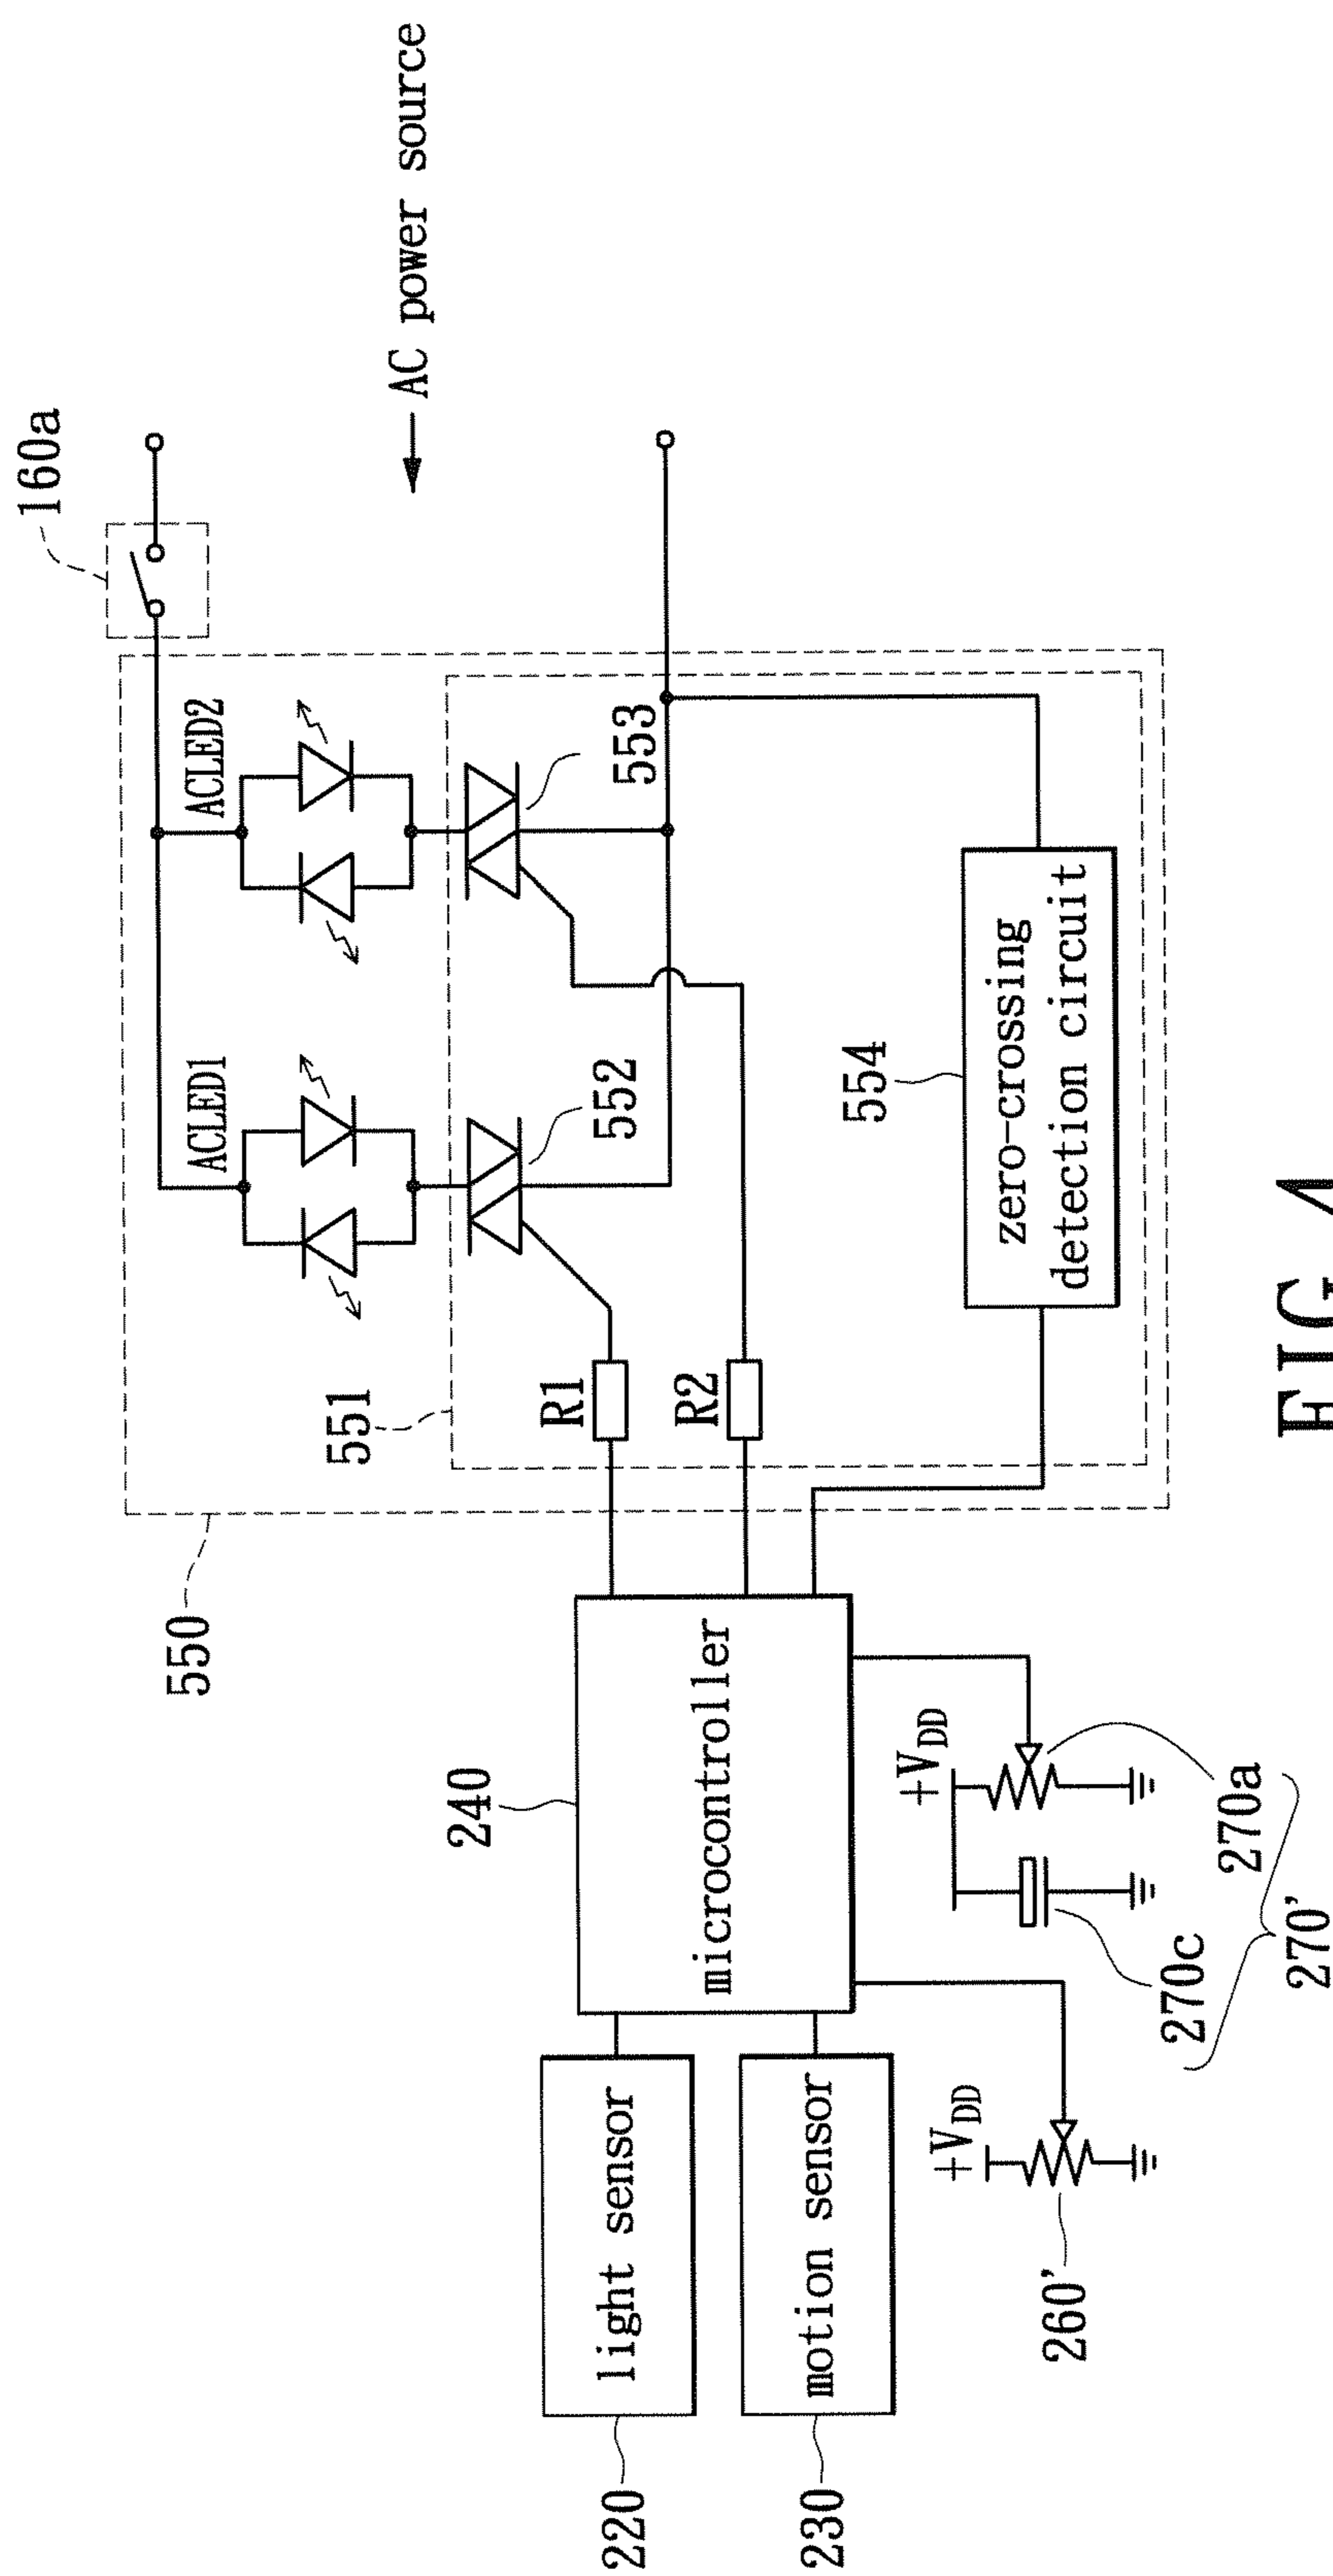 160a
AC power source
ACLED1
ACLED2
550
551
552
553
R1
R2
554
zero-crossing
detection circuit
240
microcontroller
220
light sensor
230
motion sensor
+VDD
+VDD
260'
270c
270a
270'
FIG